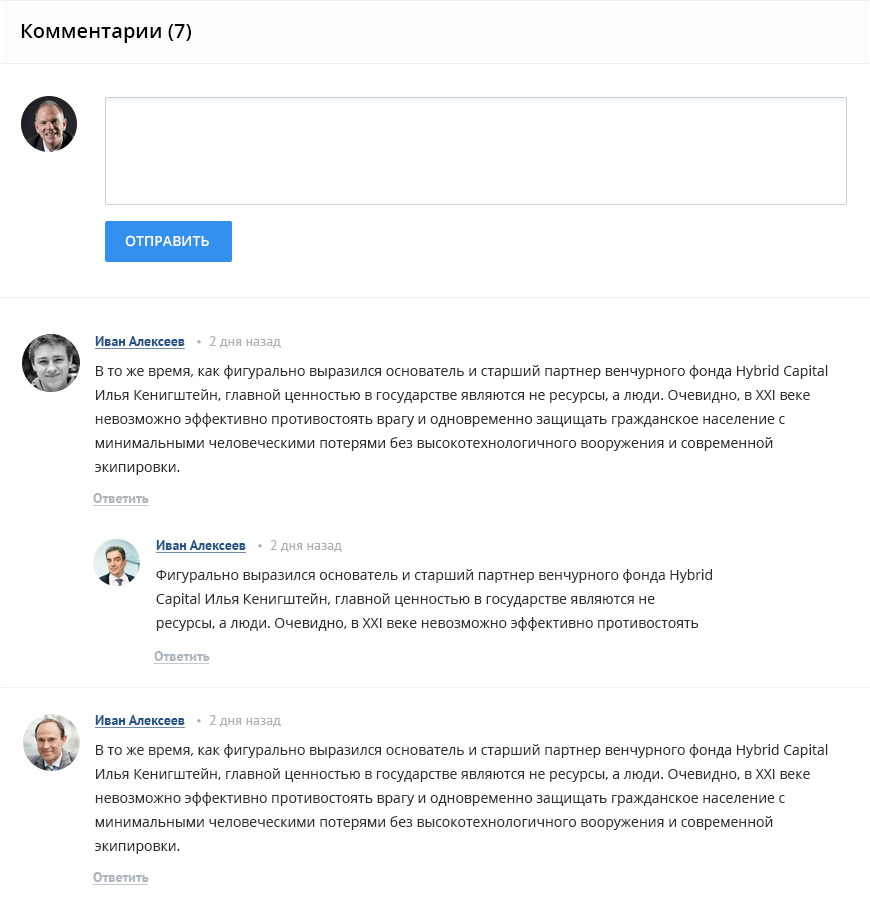 Комментарии (7)
ОТПРАВИТЬ
Иван Алексеев • 2 дня назад
В то же время, как фигурально выразился основатель и старший партнер венчурного фонда Hybrid Capital
Илья Кенигштейн, главной ценностью в государстве являются не ресурсы, а люди. Очевидно, в XXI веке
невозможно эффективно противостоять врагу и одновременно защищать гражданское население с
минимальными человеческими потерями без высокотехнологичного вооружения и современной
экипировки.
Ответить
Иван Алексеев • 2 дня назад
Фигурально выразился основатель и старший партнер венчурного фонда Hybrid
Capital Илья Кенигштейн, главной ценностью в государстве являются не
ресурсы, а люди. Очевидно, в XXI веке невозможно эффективно противостоять
Ответить
Иван Алексеев • 2 дня назад
В то же время, как фигурально выразился основатель и старший партнер венчурного фонда Hybrid Capital
Илья Кенигштейн, главной ценностью в государстве являются не ресурсы, а люди. Очевидно, в XXI веке
невозможно эффективно противостоять врагу и одновременно защищать гражданское население с
минимальными человеческими потерями без высокотехнологичного вооружения и современной
экипировки.
Ответить